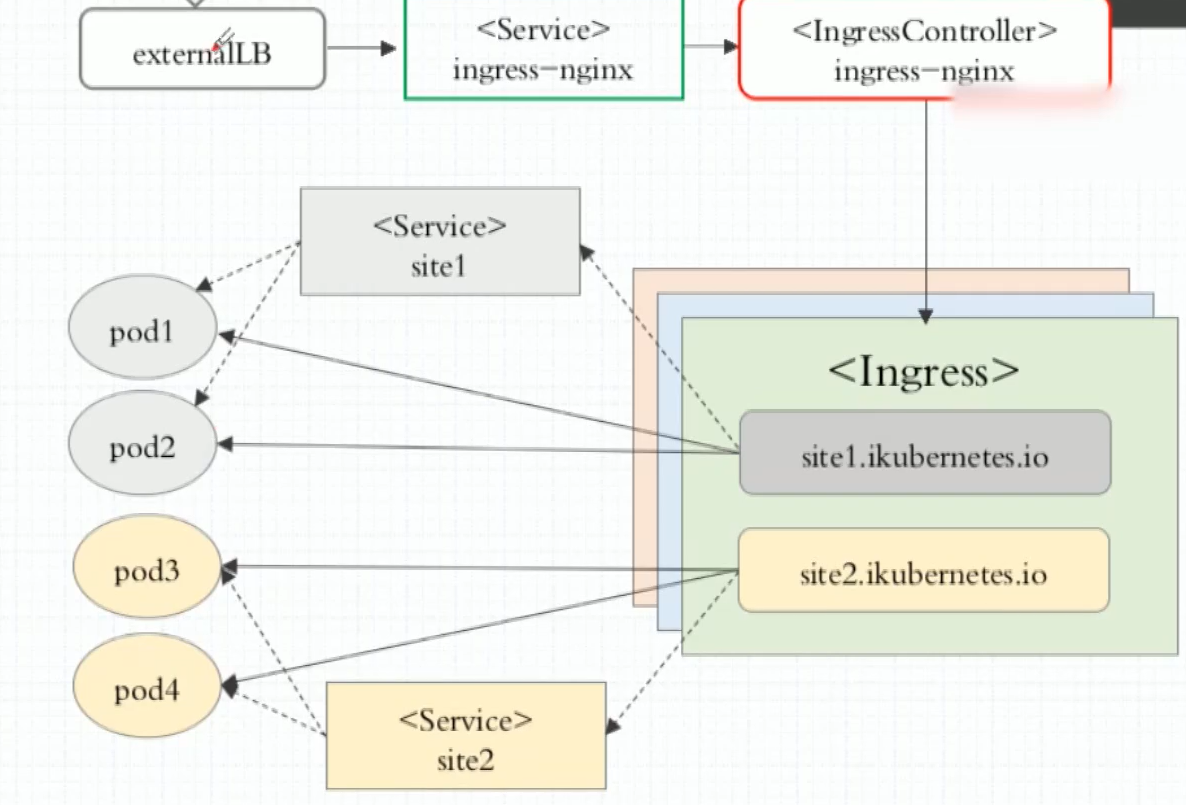 externalLB
<Service>
ingress-nginx
<IngressController>
ingress-nginx
<Service>
site1
pod1
pod2
pod3
pod4
<Ingress>
site1.ikubernetes.io
site2.ikubernetes.io
<Service>
site2